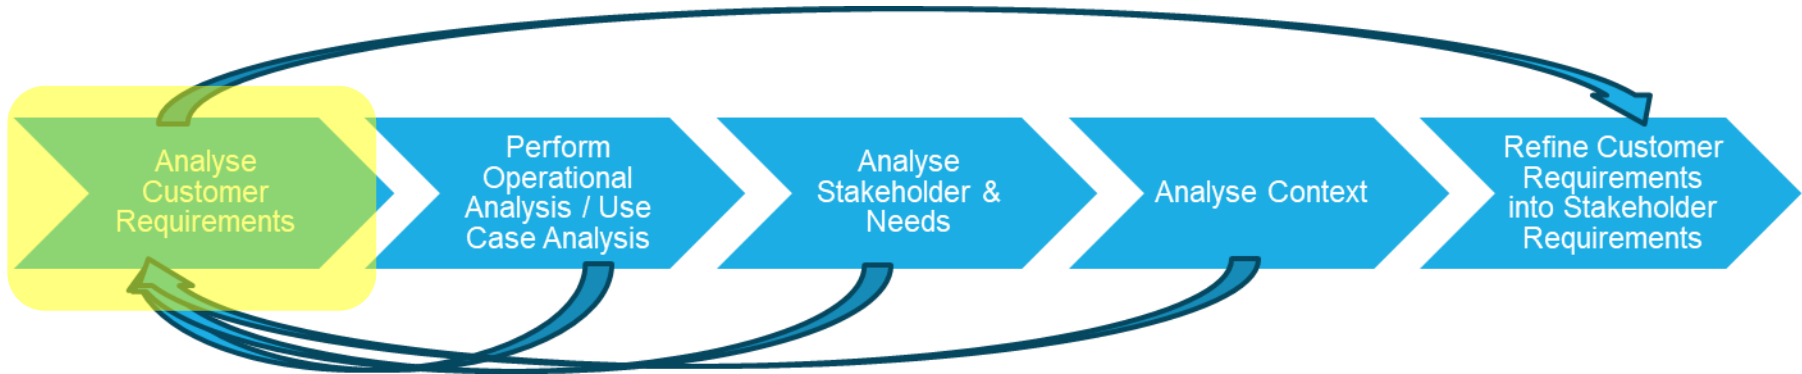 Analyse
Customer
Requirements
Perform
Operational
Analysis / Use
Case Analysis
Analyse
Stakeholder &
Needs
Analyse Context
Refine Customer
Requirements
into Stakeholder
Requirements